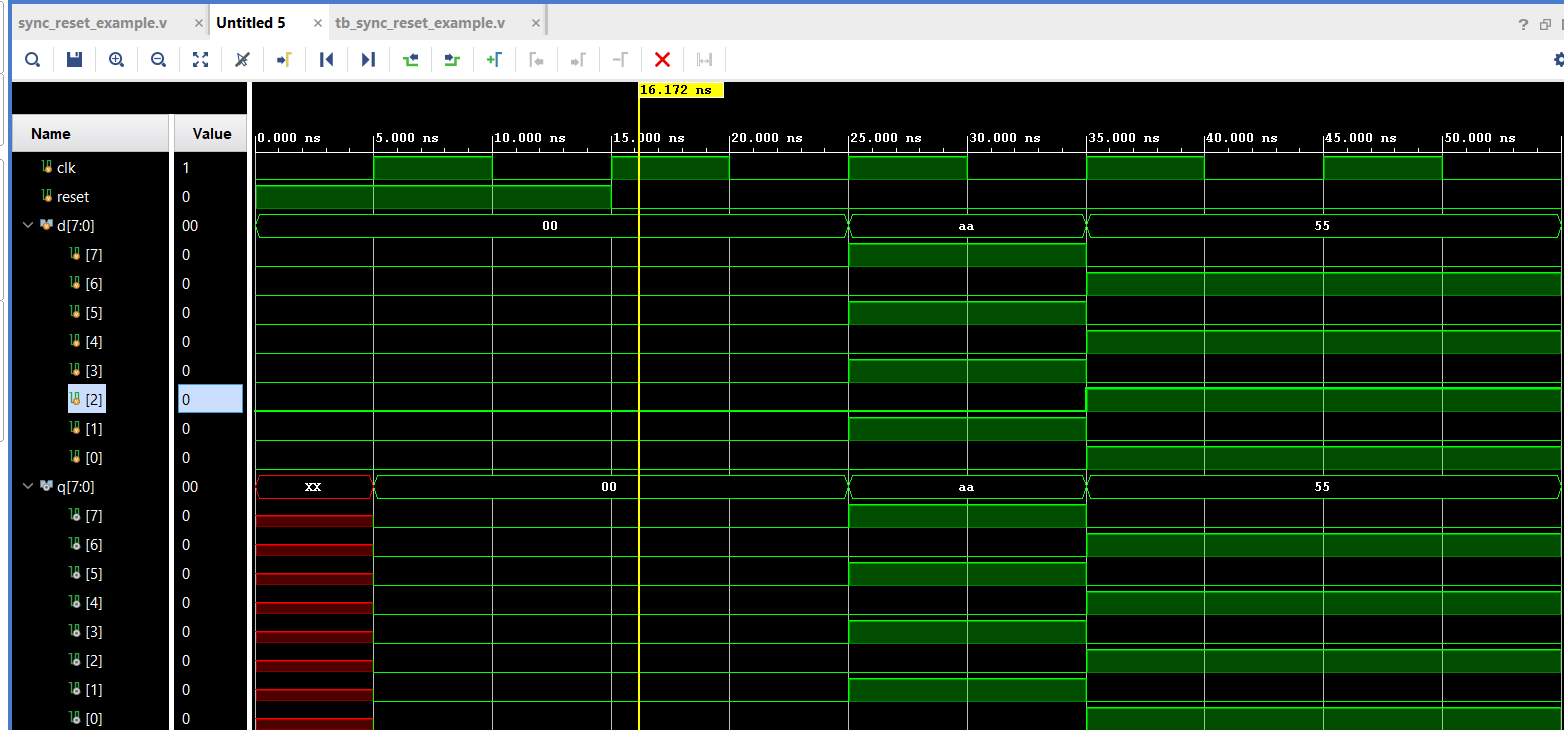 sync_reset_example.v × Untitled 5 × tb_sync_reset_example.v × ?
16.172 ns
Name Value 0.000 ns 5.000 ns 10.000 ns 15.000 ns 20.000 ns 25.000 ns 30.000 ns 35.000 ns 40.000 ns 45.000 ns 50.000 ns
clk 1
reset 0
d[7:0] 00 00 aa 55
[7] 0
[6] 0
[5] 0
[4] 0
[3] 0
[2] 0
[1] 0
[0] 0
q[7:0] 00 XX 00 aa 55
[7] 0
[6] 0
[5] 0
[4] 0
[3] 0
[2] 0
[1] 0
[0] 0